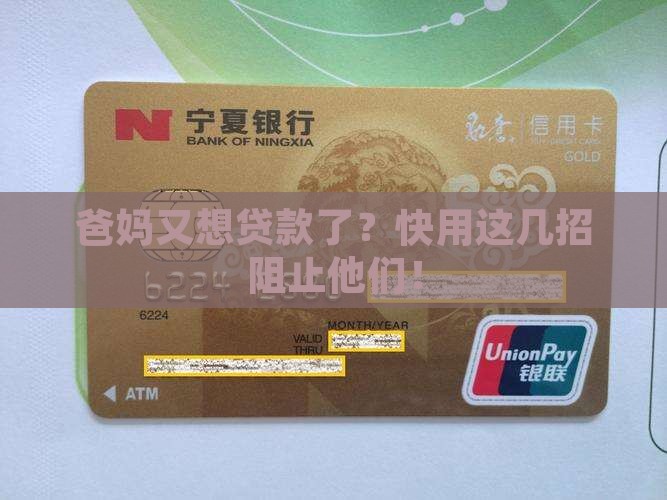 宁夏银行
BANK OF NINGXIA
信用卡
GOLD
爸妈又想贷款了？快用这几招
阻止他们！
6224
6224
MONTH/YEAR
VALID
THRU
ATM
UnionPay
银联